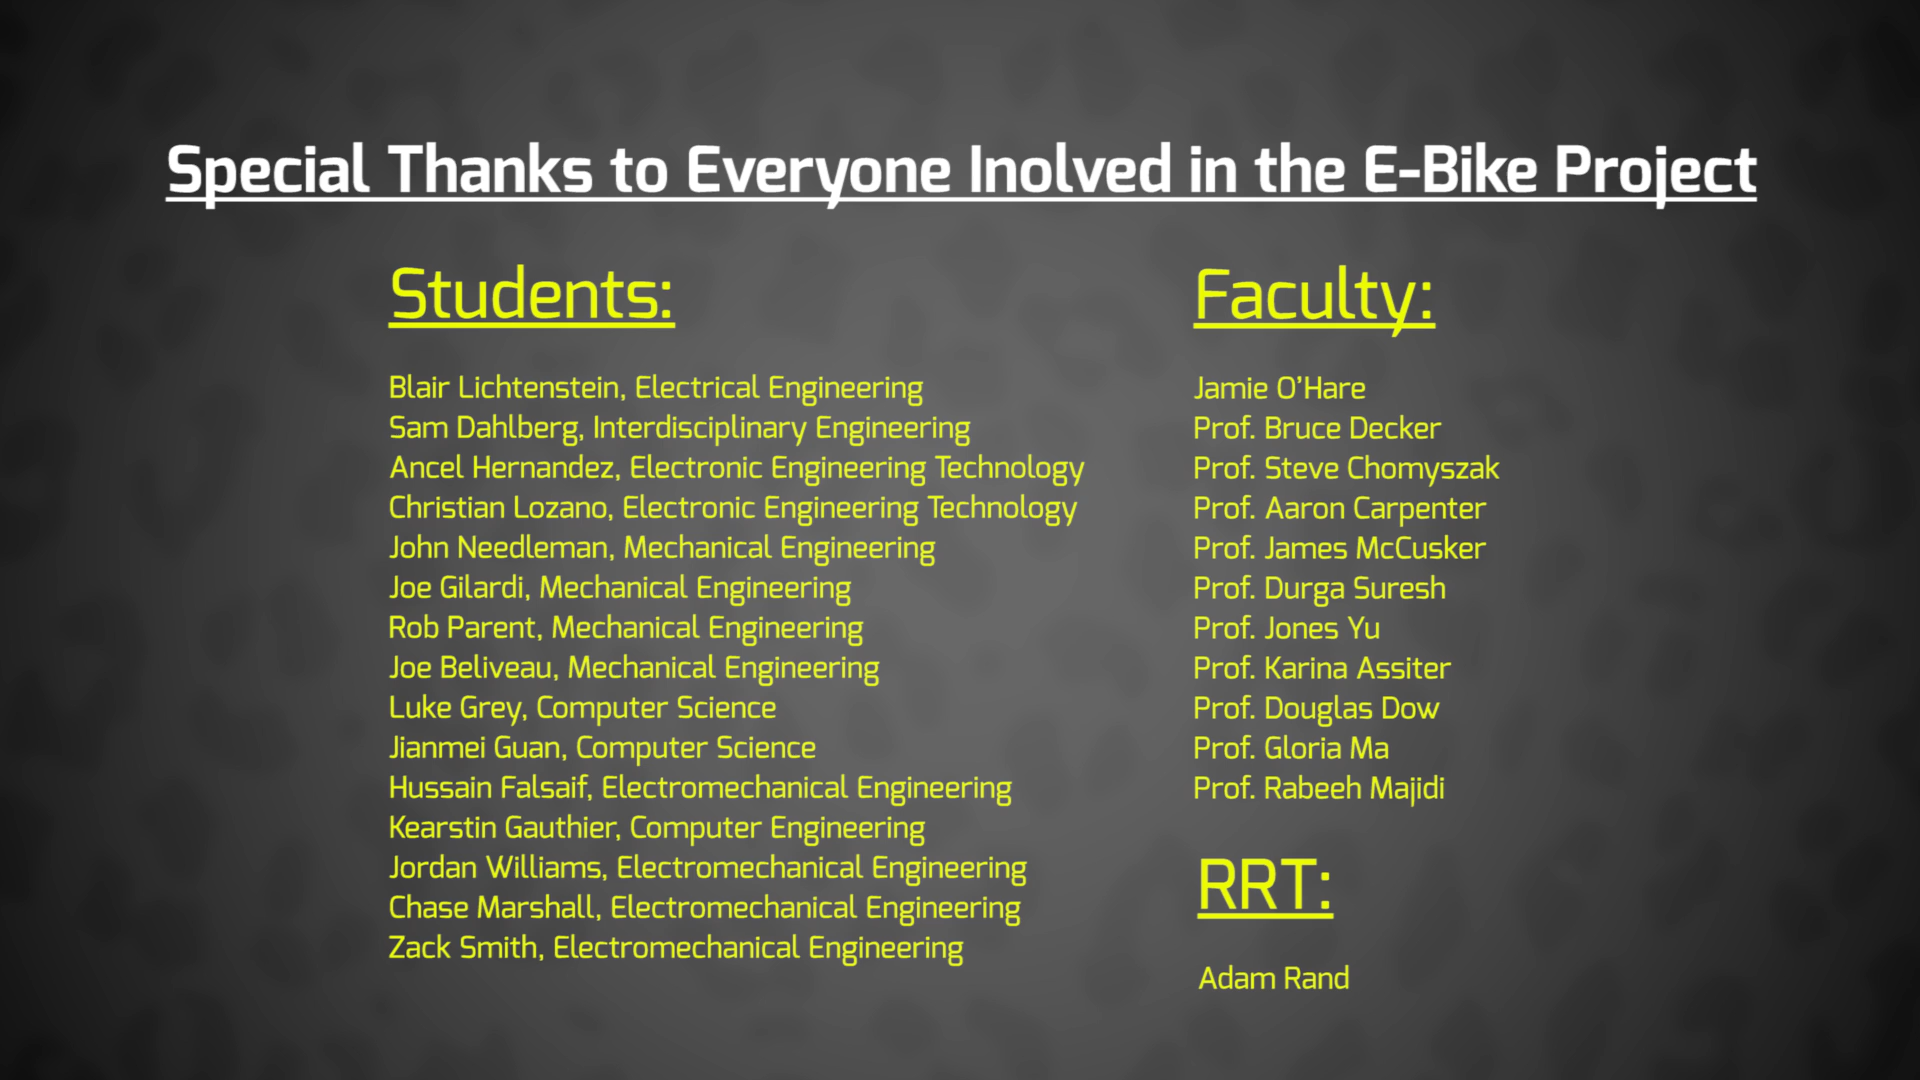 Special Thanks to Everyone Inolved in the E-Bike Project
Students:
Blair Lichtenstein, Electrical Engineering
Sam Dahlberg, Interdisciplinary Engineering
Ancel Hernandez, Electronic Engineering Technology
Christian Lozano, Electronic Engineering Technology
John Needleman, Mechanical Engineering
Joe Gilardi, Mechanical Engineering
Rob Parent, Mechanical Engineering
Joe Beliveau, Mechanical Engineering
Luke Grey, Computer Science
Jianmei Guan, Computer Science
Hussain Falsaif, Electromechanical Engineering
Kearstin Gauthier, Computer Engineering
Jordan Williams, Electromechanical Engineering
Chase Marshall, Electromechanical Engineering
Zack Smith, Electromechanical Engineering
Faculty:
Jamie O’Hare
Prof. Bruce Decker
Prof. Steve Chomyszak
Prof. Aaron Carpenter
Prof. James McCusker
Prof. Durga Suresh
Prof. Jones Yu
Prof. Karina Assiter
Prof. Douglas Dow
Prof. Gloria Ma
Prof. Rabeeh Majidi
RRT:
Adam Rand